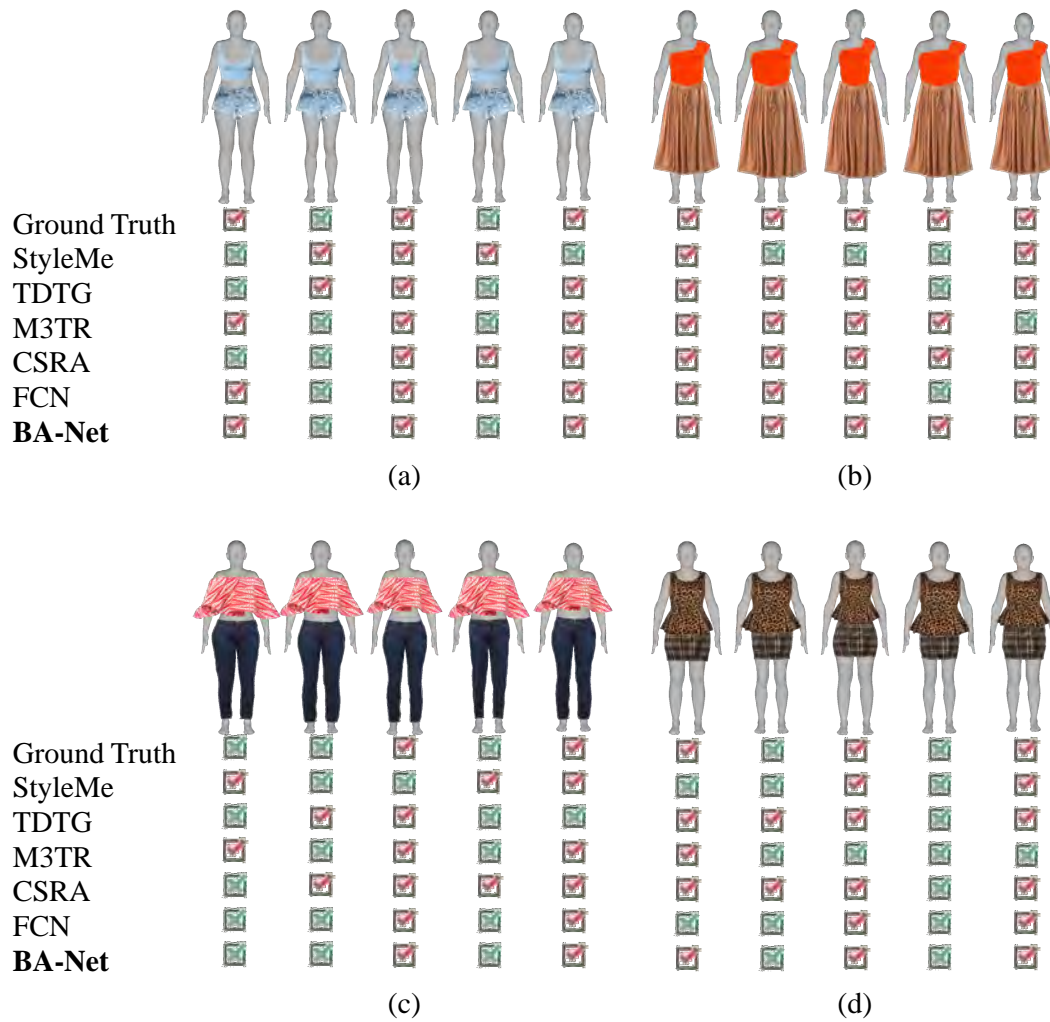 Ground Truth
StyleMe
TDTG
M3TR
CSRA
FCN
BA-Net
(a)
(b)
Ground Truth
StyleMe
TDTG
M3TR
CSRA
FCN
BA-Net
(c)
(d)